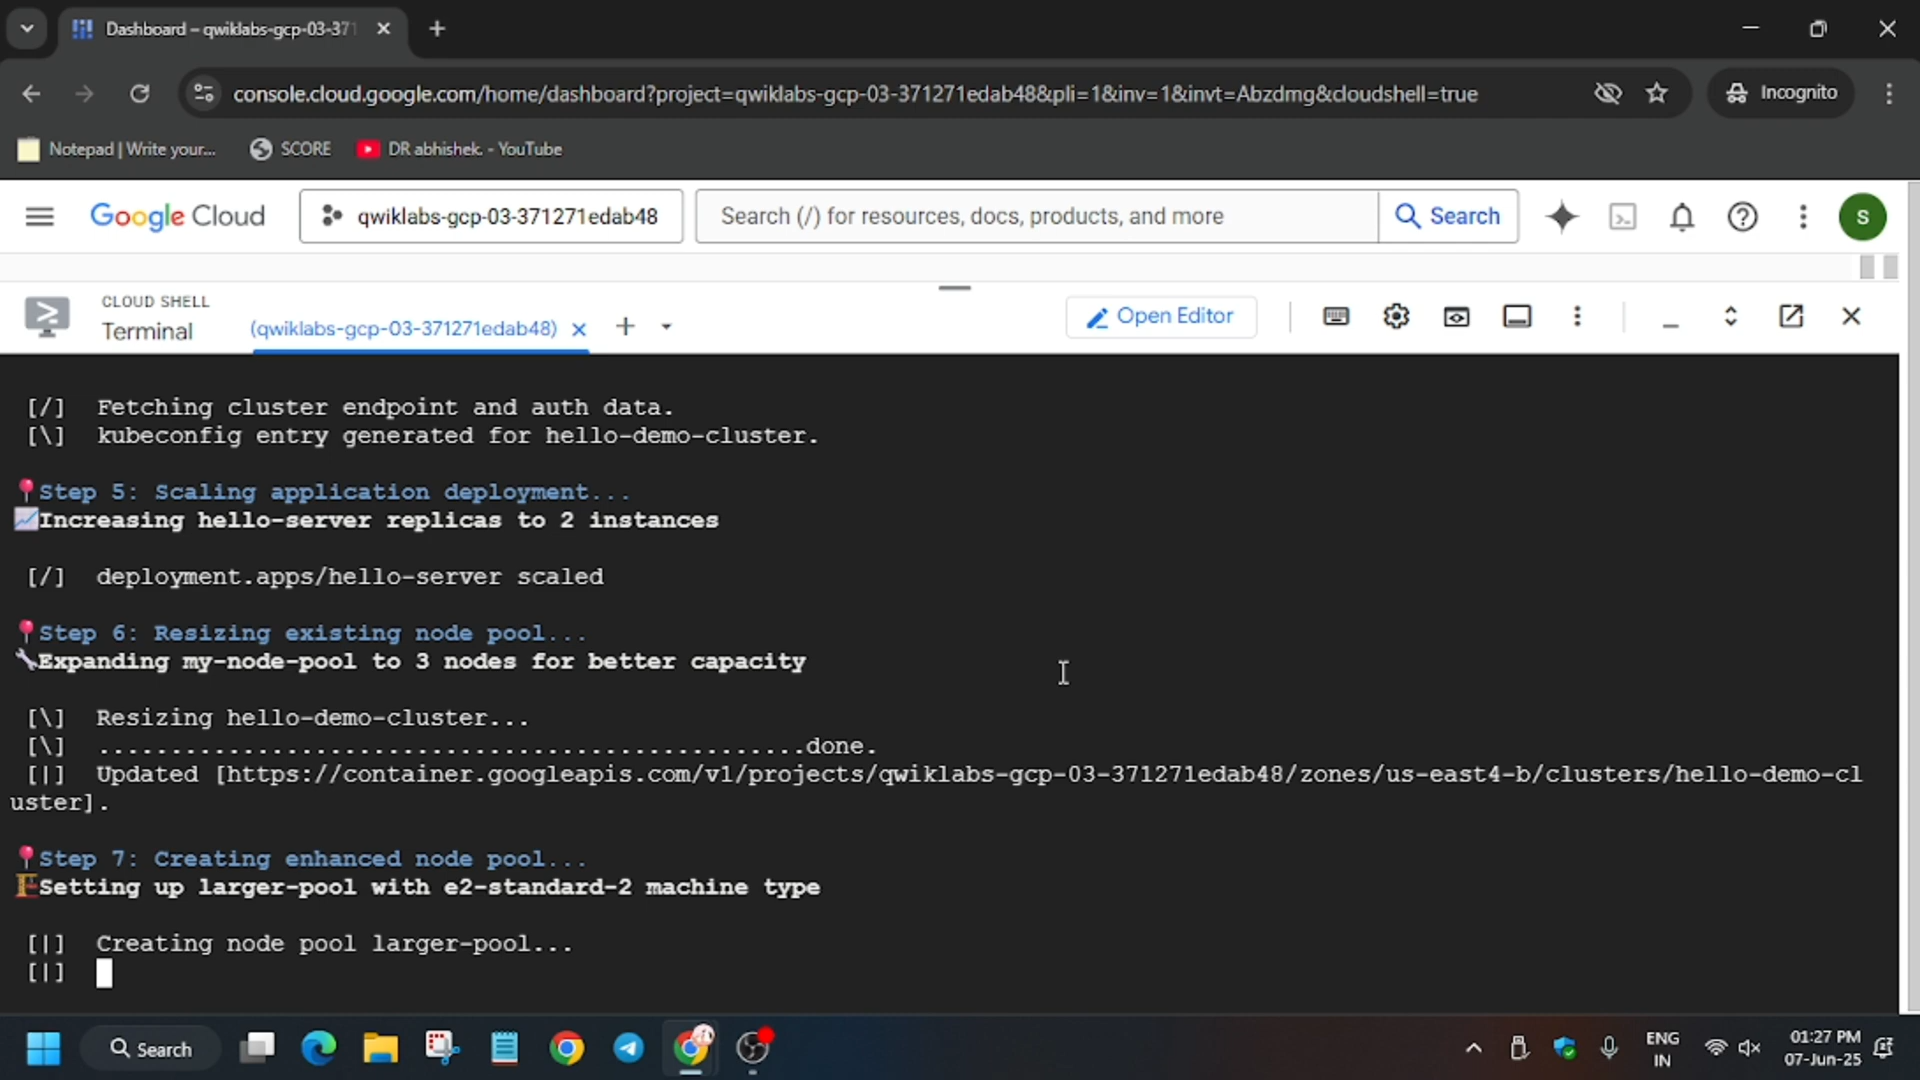 Dashboard – qwiklabs-gcp-03-371
console.cloud.google.com/home/dashboard?project=qwiklabs-gcp-03-371271edab48&pli=1&inv=1&invt=Abzdmg&cloudshell=true
Incognito
Notepad | Write your...
SCORE
DR abhishek. - YouTube
Google Cloud
qwiklabs-gcp-03-371271edab48
Search (/) for resources, docs, products, and more
Search
S
CLOUD SHELL
Terminal
(qwiklabs-gcp-03-371271edab48)
Open Editor
[/] Fetching cluster endpoint and auth data.
[\] kubeconfig entry generated for hello-demo-cluster.
Step 5: Scaling application deployment...
Increasing hello-server replicas to 2 instances
[/] deployment.apps/hello-server scaled
Step 6: Resizing existing node pool...
Expanding my-node-pool to 3 nodes for better capacity
[\] Resizing hello-demo-cluster...
[\] .................................................done.
[|] Updated [https://container.googleapis.com/v1/projects/qwiklabs-gcp-03-371271edab48/zones/us-east4-b/clusters/hello-demo-cl
uster].
Step 7: Creating enhanced node pool...
Setting up larger-pool with e2-standard-2 machine type
[|] Creating node pool larger-pool...
[|]
Search
ENG
IN
01:27 PM
07-Jun-25